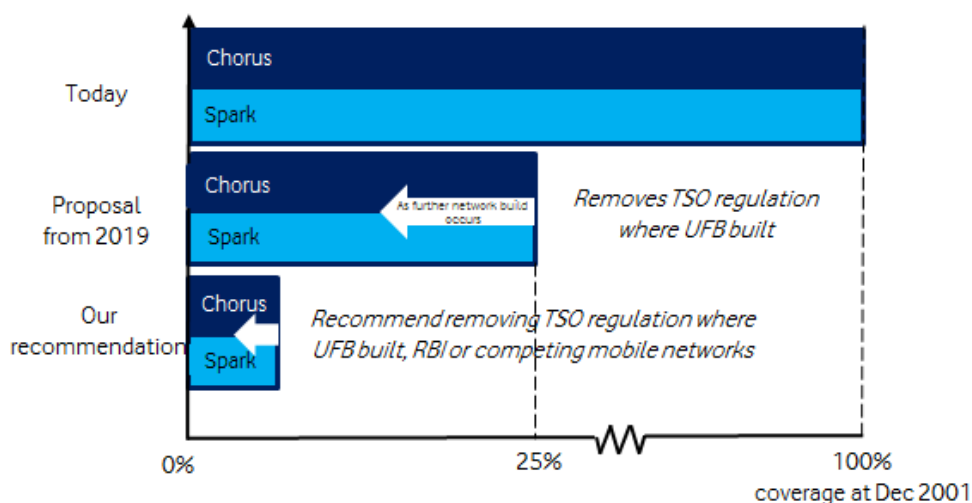 Chorus
Today
Spark
Chorus
As further network build
occurs
Proposal
from 2019
Removes TSO regulation
where UFB built
Spark
Chorus
Our
recommendation
Recommend removing TSO regulation where
UFB built, RBI or competing mobile networks
Spark
0%
25%
100%
coverage at Dec 2001